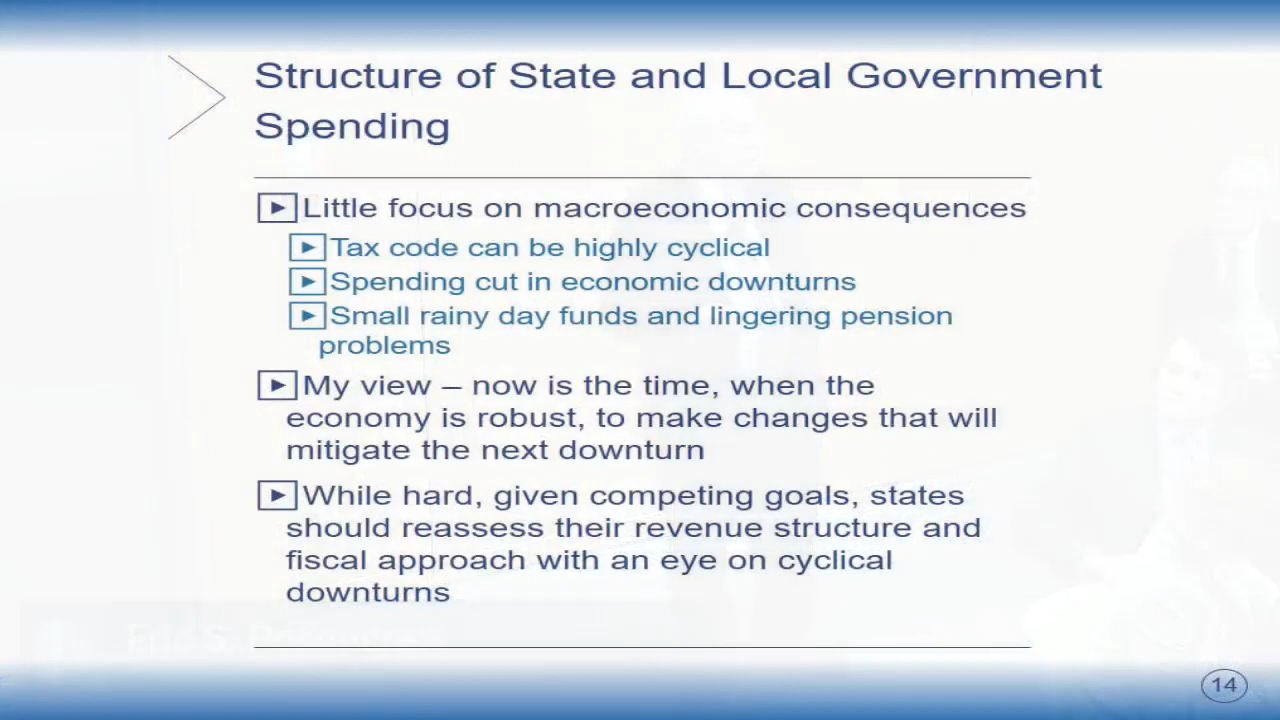 Structure of State and Local Government
Spending
Little focus on macroeconomic consequences
Tax code can be highly cyclical
Spending cut in economic downturns
Small rainy day funds and lingering pension
problems
My view – now is the time, when the
economy is robust, to make changes that will
mitigate the next downturn
While hard, given competing goals, states
should reassess their revenue structure and
fiscal approach with an eye on cyclical
downturns
Eric S.
14